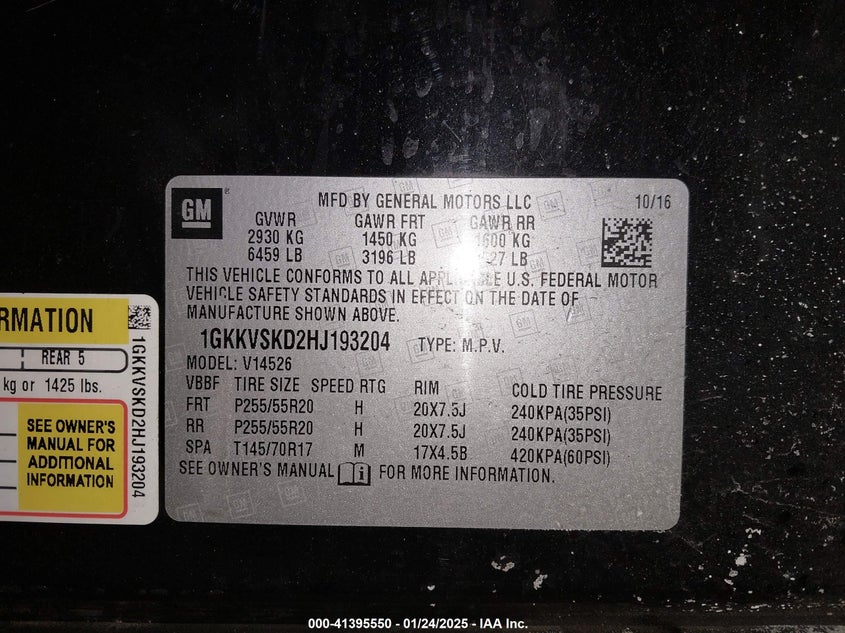 GM
®
MFD BY GENERAL MOTORS LLC 10/16
GVWR GAWR FRT GAWR RR
2930 KG 1450 KG 1600 KG
6459 LB 3196 LB 27 LB
THIS VEHICLE CONFORMS TO ALL U.S. FEDERAL MOTOR
VEHICLE SAFETY STANDARDS IN EFFECT ON THE DATE OF
MANUFACTURE SHOWN ABOVE.
1GKKVSKD2HJ193204 TYPE: M.P.V.
MODEL: V14526
VBBF TIRE SIZE SPEED RTG RIM COLD TIRE PRESSURE
FRT P255/55R20 H 20X7.5J 240KPA(35PSI)
RR P255/55R20 H 20X7.5J 240KPA(35PSI)
SPA T145/70R17 M 17X4.5B 420KPA(60PSI)
SEE OWNER'S MANUAL i FOR MORE INFORMATION.
RMATION
REAR 5
kg or 1425 lbs.
SEE OWNER'S
MANUAL FOR
ADDITIONAL
INFORMATION
1GKKVSKD2HJ193204
000-41395550 - 01/24/2025 - IAA Inc.